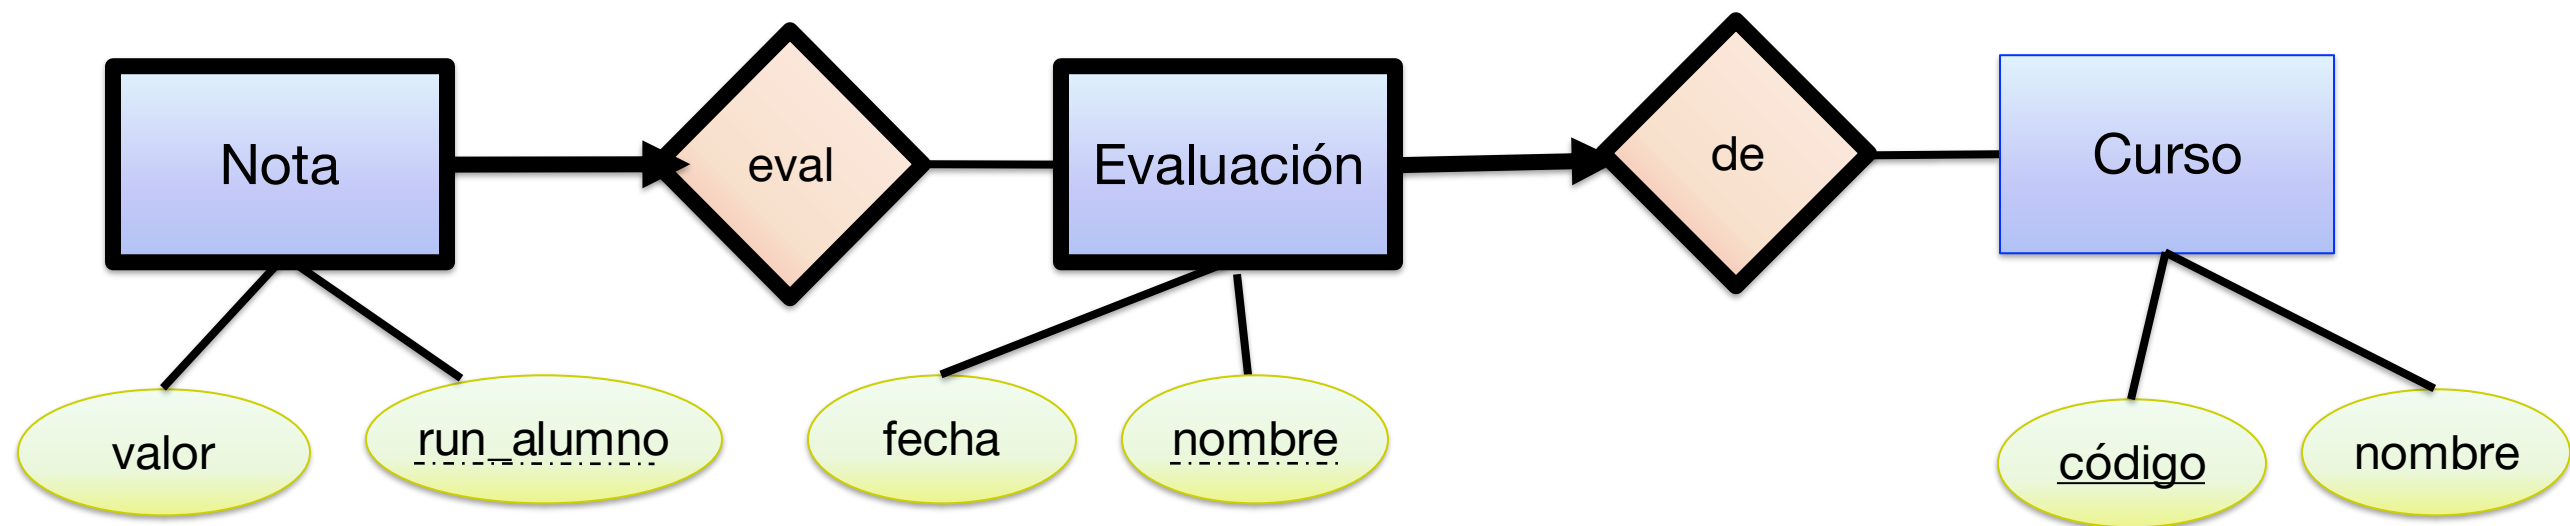 Nota
eval
Evaluación
de
Curso
valor
run_alumno
fecha
nombre
código
nombre